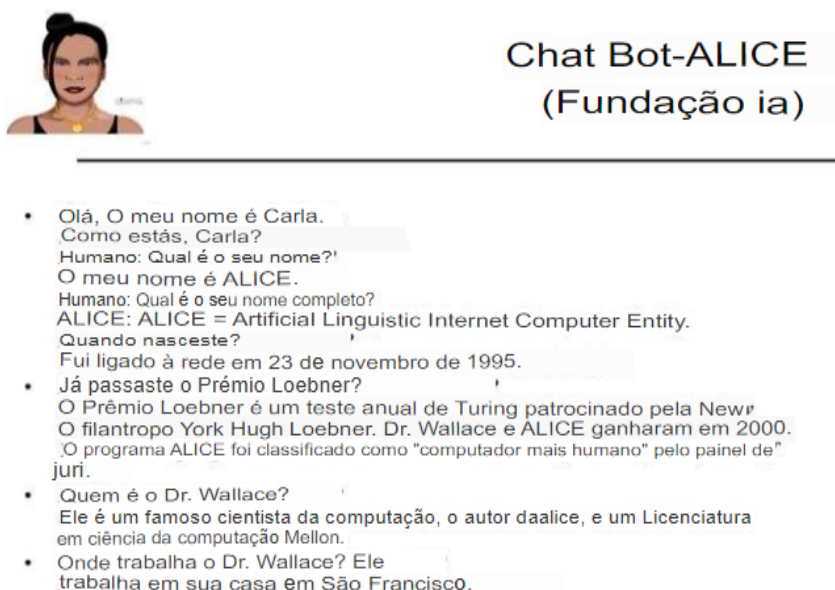 Chat Bot-ALICE
(Fundação ia)
• Olá, O meu nome é Carla.
Como estás, Carla?
Humano: Qual é o seu nome?'
O meu nome é ALICE.
Humano: Qual é o seu nome completo?
ALICE: ALICE = Artificial Linguistic Internet Computer Entity.
Quando nasceste?
Fui ligado à rede em 23 de novembro de 1995.
• Já passaste o Prémio Loebner?
O Prêmio Loebner é um teste anual de Turing patrocinado pela New
O filantropo York Hugh Loebner. Dr. Wallace e ALICE ganharam em 2000.
O programa ALICE foi classificado como "computador mais humano" pelo painel de"
juri.
• Quem é o Dr. Wallace?
Ele é um famoso cientista da computação, o autor daalice, e um Licenciatura
em ciência da computação Mellon.
• Onde trabalha o Dr. Wallace? Ele
trabalha em sua casa em São Francisco.